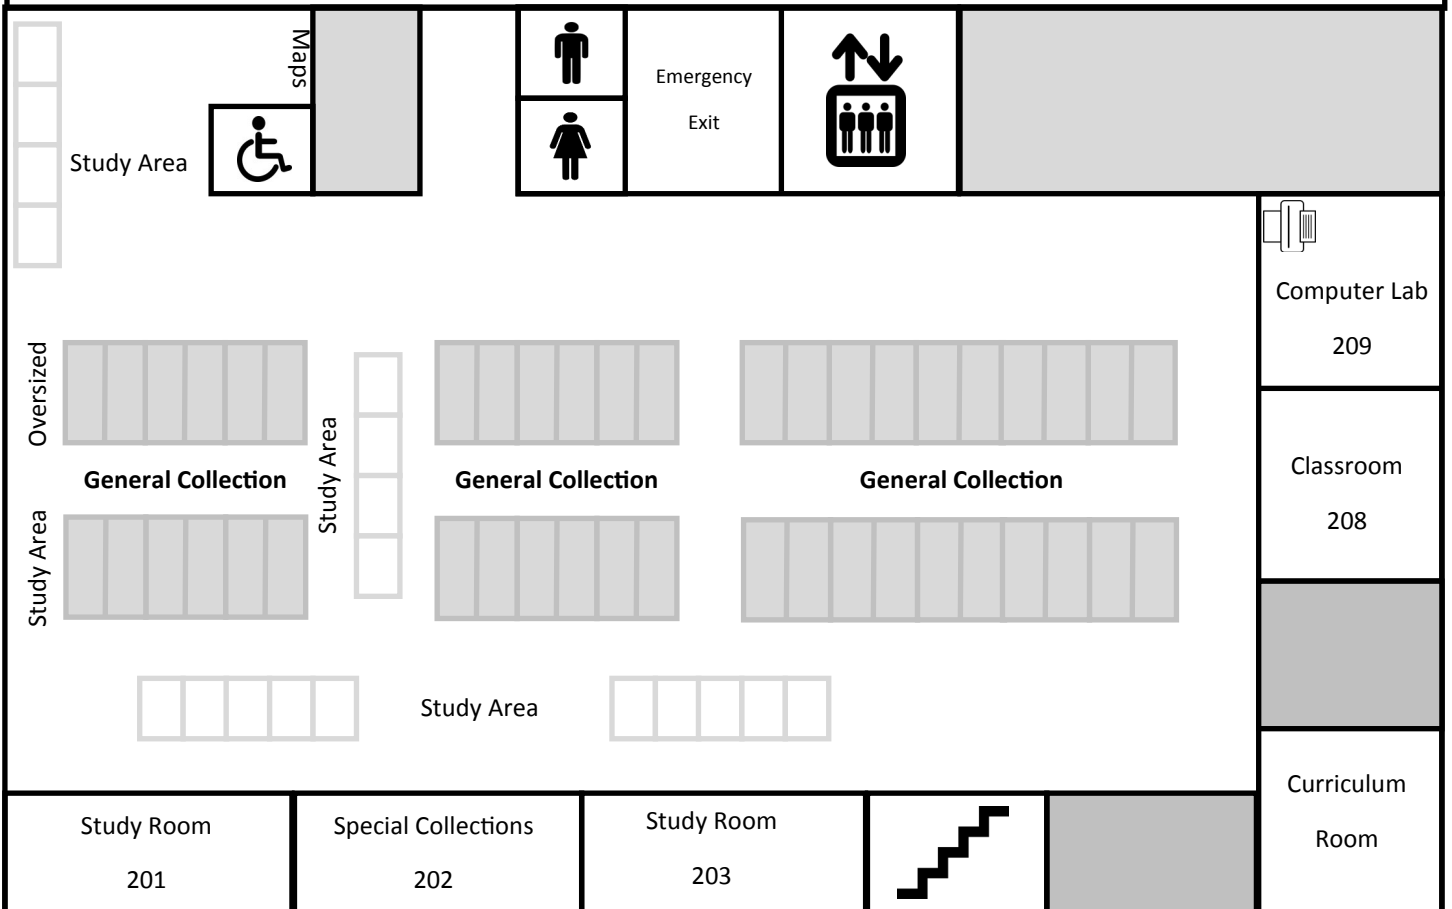 Maps
Emergency
Exit
Study Area
Computer Lab
209
Oversized
Study Area
General Collection
General Collection
General Collection
Classroom
208
Study Area
Study Area
Curriculum
Room
Study Room
201
Special Collections
202
Study Room
203